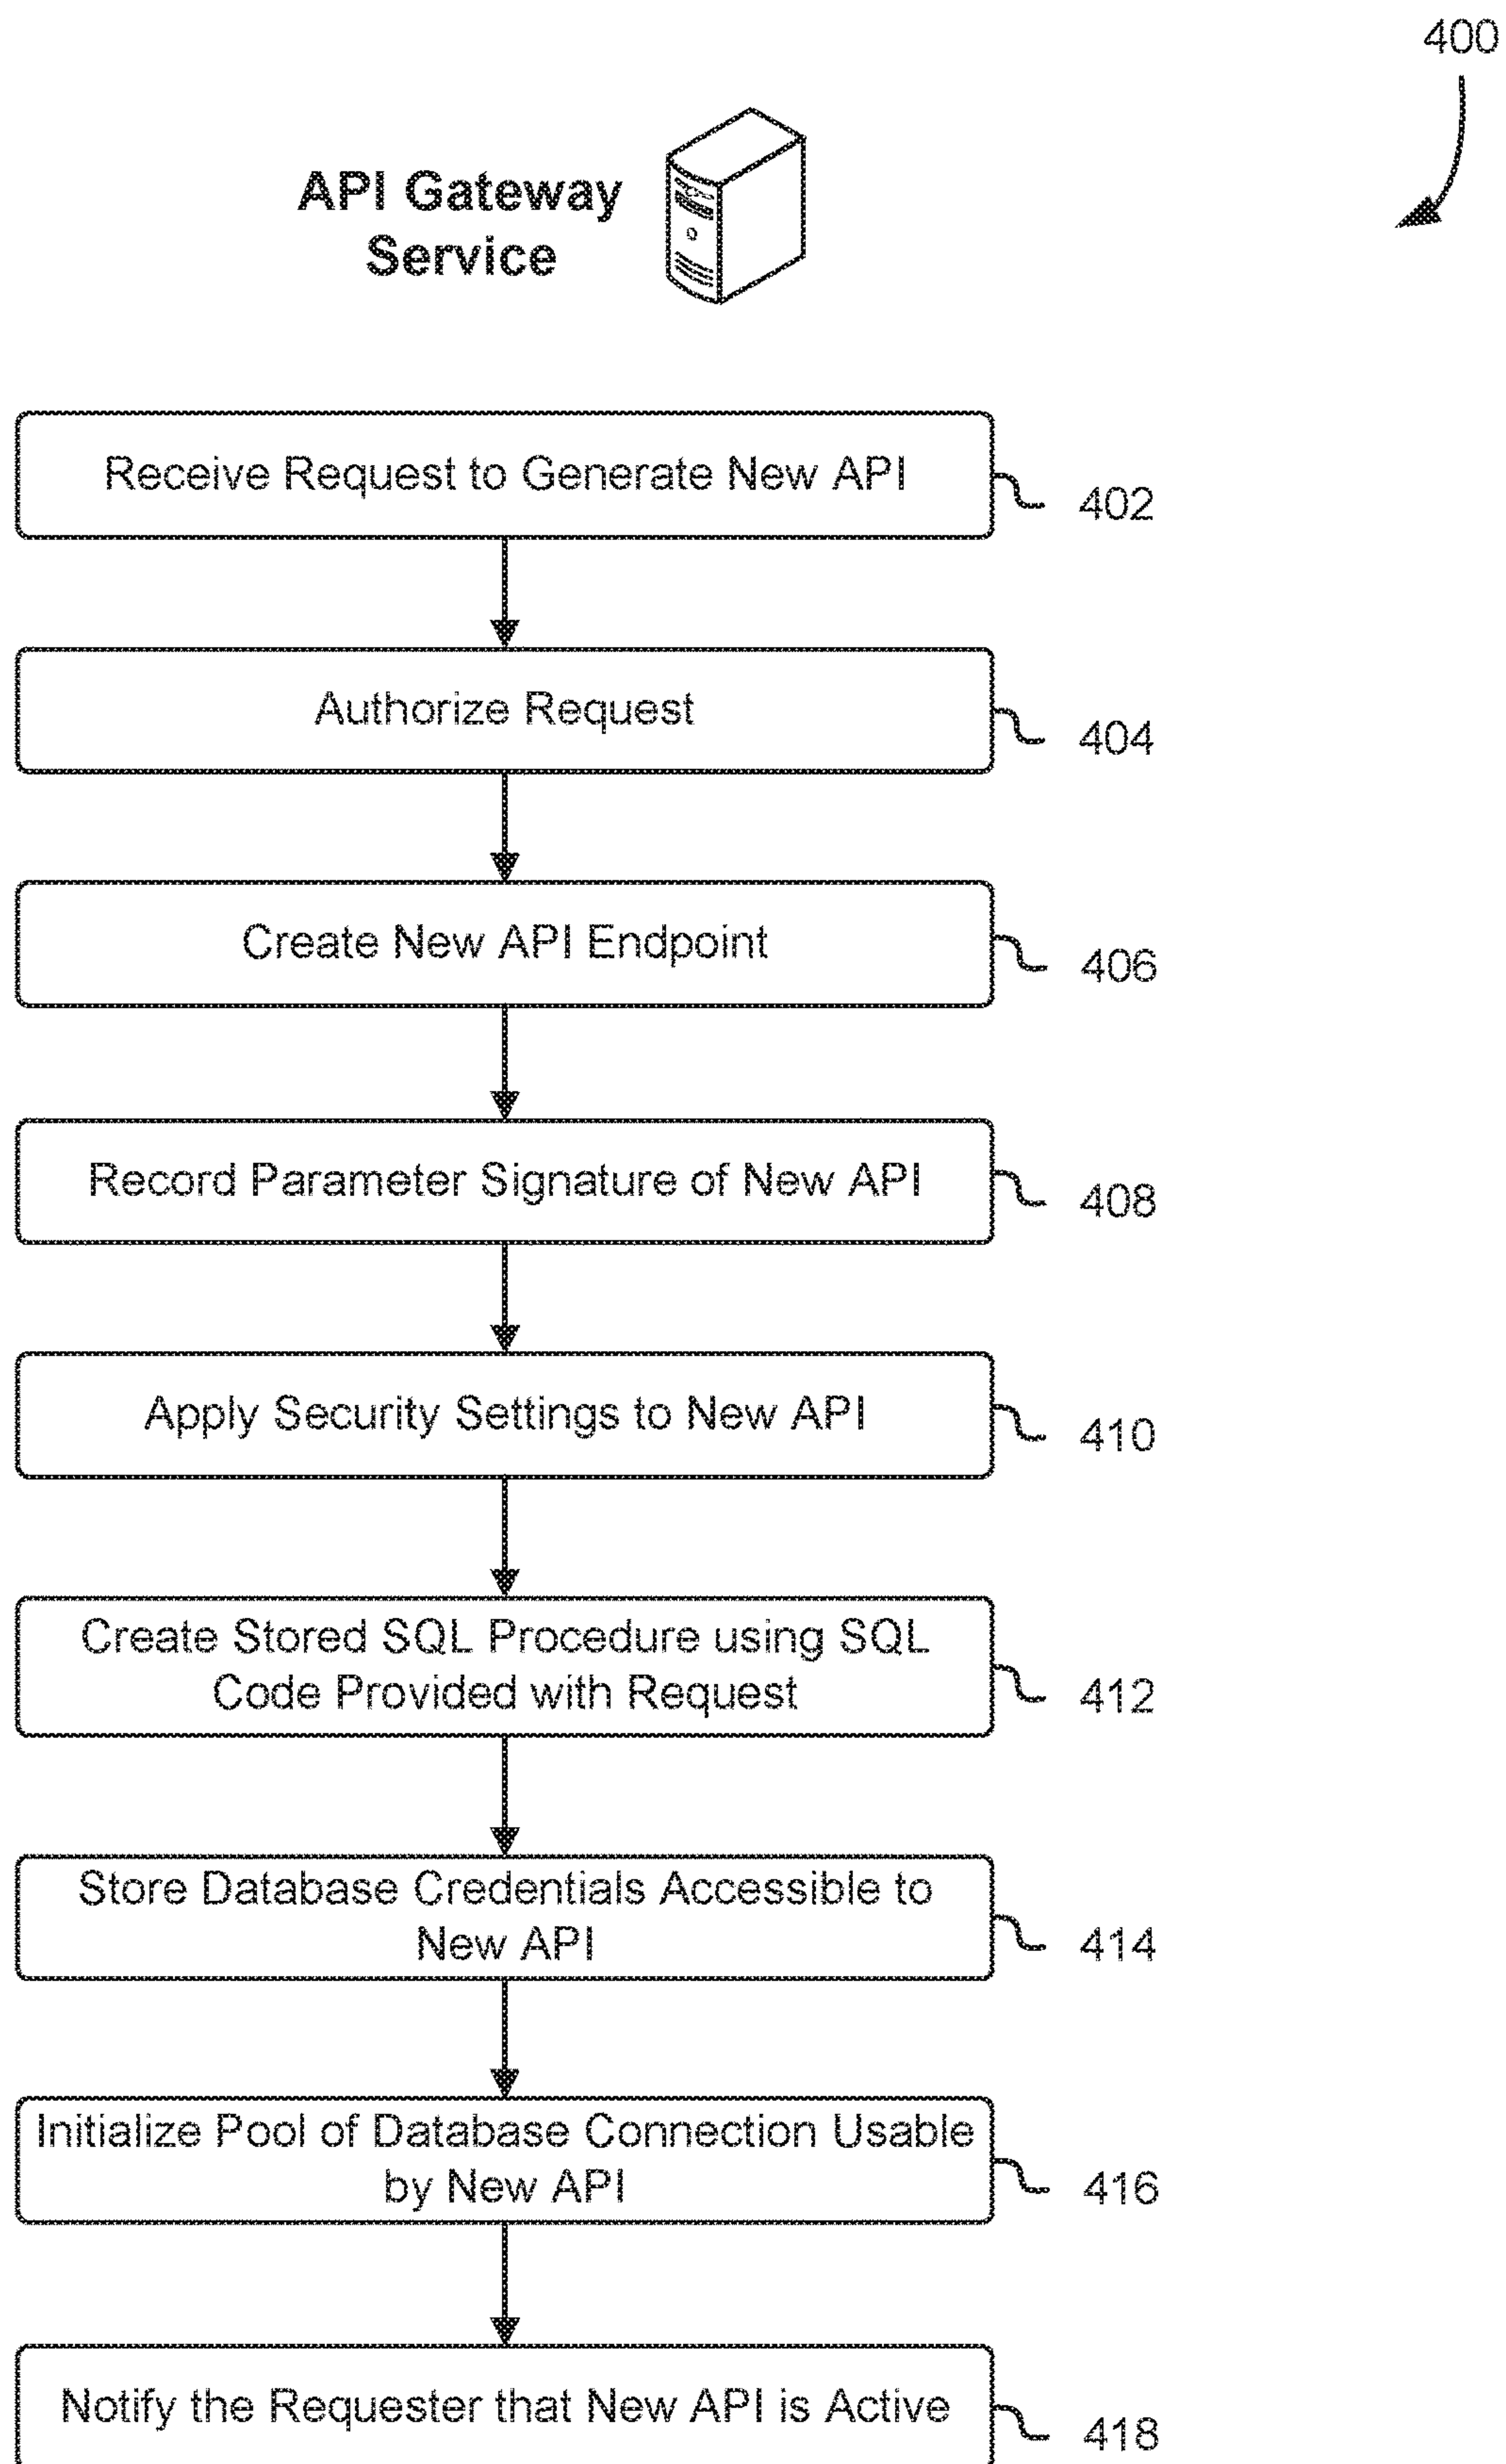 400
API Gateway
Service
Receive Request to Generate New API
402
Authorize Request
404
Create New API Endpoint
406
Record Parameter Signature of New API
408
Apply Security Settings to New API
410
Create Stored SQL Procedure using SQL
Code Provided with Request
412
Store Database Credentials Accessible to
New API
414
Initialize Pool of Database Connection Usable
by New API
416
Notify the Requester that New API is Active
418